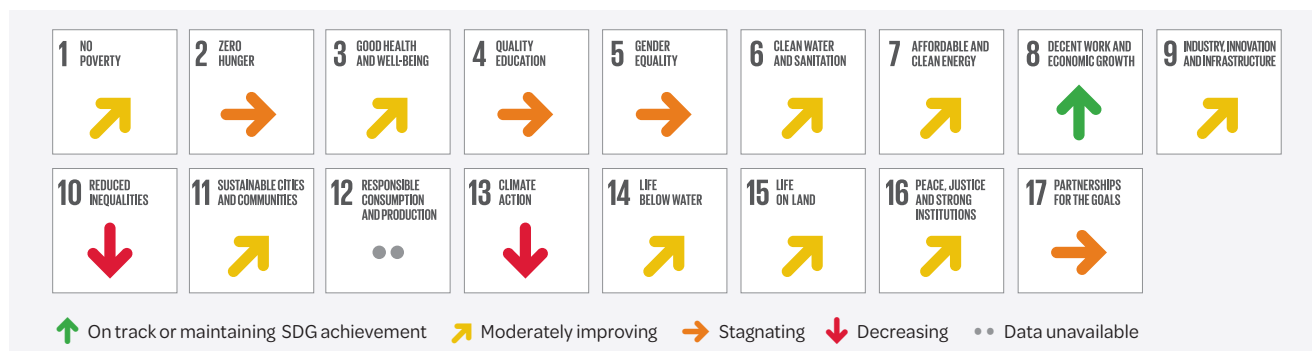 1 NO
POVERTY
2 ZERO
HUNGER
3 GOOD HEALTH
AND WELL-BEING
4 QUALITY
EDUCATION
5 GENDER
EQUALITY
6 CLEAN WATER
AND SANITATION
7 AFFORDABLE AND
CLEAN ENERGY
8 DECENT WORK AND
ECONOMIC GROWTH
9 INDUSTRY, INNOVATION
AND INFRASTRUCTURE
10 REDUCED
INEQUALITIES
11 SUSTAINABLE CITIES
AND COMMUNITIES
12 RESPONSIBLE
CONSUMPTION
AND PRODUCTION
13 CLIMATE
ACTION
14 LIFE
BELOW WATER
15 LIFE
ON LAND
16 PEACE, JUSTICE
AND STRONG
INSTITUTIONS
17 PARTNERSHIPS
FOR THE GOALS
On track or maintaining SDG achievement Moderately improving Stagnating Decreasing Data unavailable